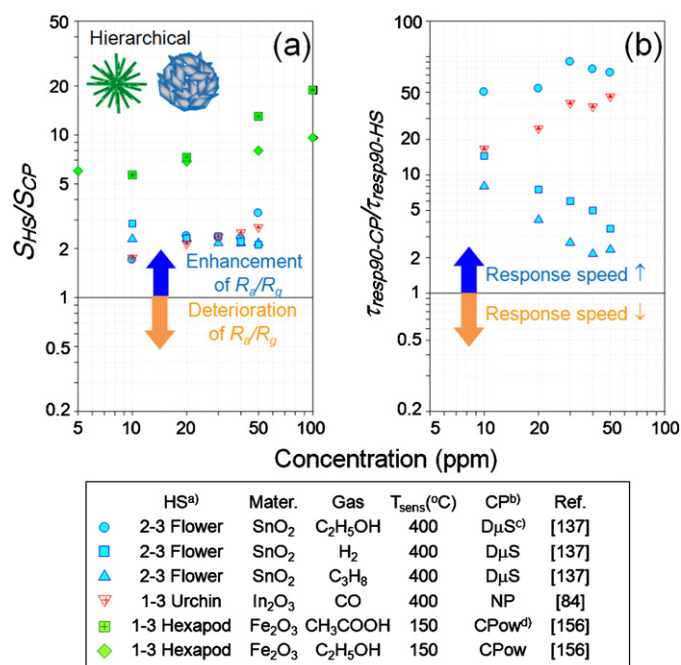 Hierarchical
(a)
S_HS/S_CP
50
20
10
5
2
1
0.5
0.2
Enhancement
of R_a/R_g
Deterioration
of R_a/R_g
5 10 20 50 100
(b)
τ_resp90-CP/τ_resp90-HS
100
50
20
10
5
2
1
0.5
0.2
Response speed ↑
Response speed ↓
5 10 20 50 100
Concentration (ppm)
HS^a) Mater. Gas T_sens(°C) CP^b) Ref.
2-3 Flower SnO₂ C₂H₅OH 400 DμS^c) [137]
2-3 Flower SnO₂ H₂ 400 DμS [137]
2-3 Flower SnO₂ C₃H₈ 400 DμS [137]
1-3 Urchin In₂O₃ CO 400 NP [84]
1-3 Hexapod Fe₂O₃ CH₃COOH 150 CPow^d) [156]
1-3 Hexapod Fe₂O₃ C₂H₅OH 150 CPow [156]